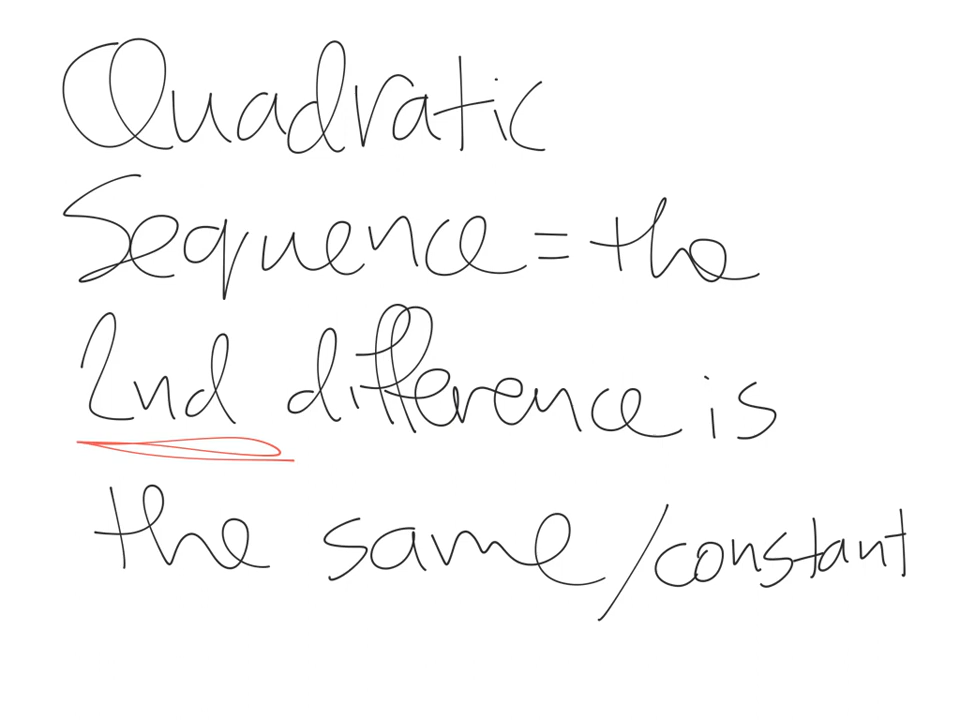 Quadratic
Sequence = the
2nd difference is
the same/constant